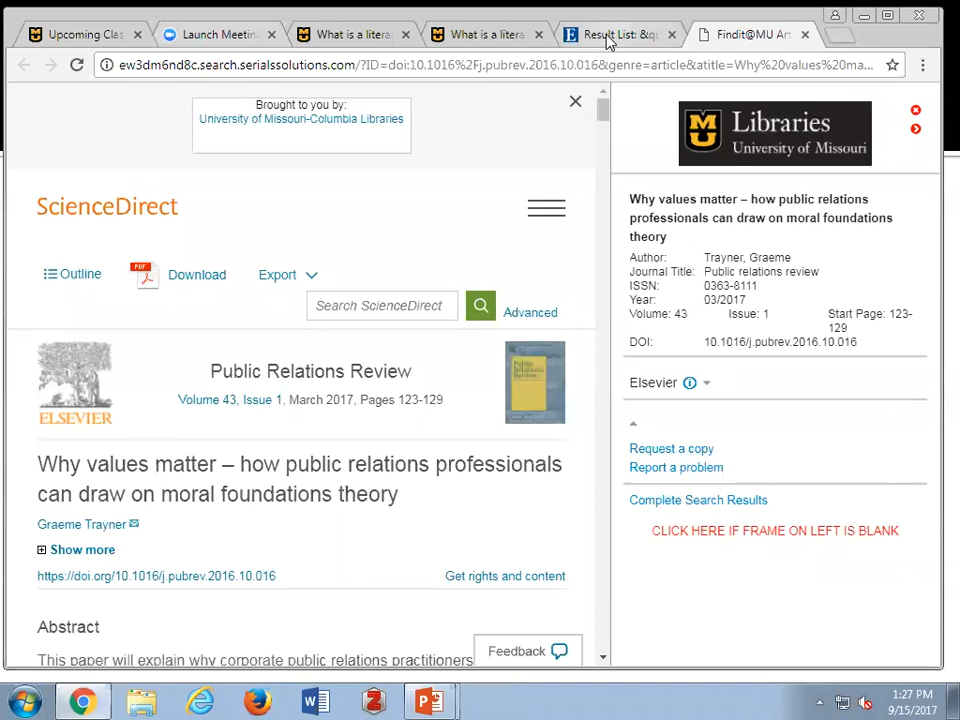 Upcoming Clas
Launch Meetin
What is a litera
What is a litera
Result List: &qu
Findit@MU Art
ew3dm6nd8c.search.serialssolutions.com/?ID=doi:10.1016%2Fj.pubrev.2016.10.016&genre=article&atitle=Why%20values%20ma...
Brought to you by:
University of Missouri-Columbia Libraries
ScienceDirect
Outline
PDF
Download
Export
Search ScienceDirect
Advanced
ELSEVIER
Public Relations Review
Volume 43, Issue 1, March 2017, Pages 123-129
Why values matter – how public relations professionals
can draw on moral foundations theory
Graeme Trayner
Show more
https://doi.org/10.1016/j.pubrev.2016.10.016
Get rights and content
Abstract
This paper will explain why corporate public relations practitioners
Feedback
Libraries
University of Missouri
Why values matter – how public relations
professionals can draw on moral foundations
theory
Author: Trayner, Graeme
Journal Title: Public relations review
ISSN: 0363-8111
Year: 03/2017
Volume: 43 Issue: 1 Start Page: 123-
129
DOI: 10.1016/j.pubrev.2016.10.016
Elsevier
Request a copy
Report a problem
Complete Search Results
CLICK HERE IF FRAME ON LEFT IS BLANK
1:27 PM
9/15/2017